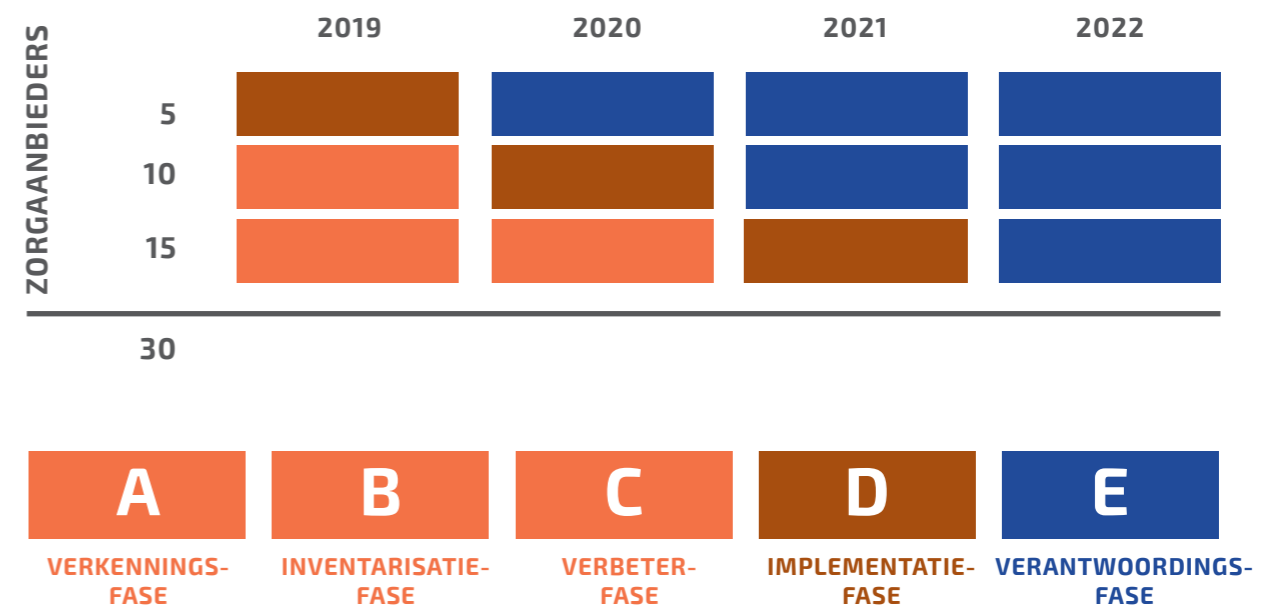 ZORGAANBIEDERS
2019 2020 2021 2022
5
10
15
30
A B C D E
VERKENNINGS- INVENTARISATIE- VERBETER- IMPLEMENTATIE- VERANTWOORDINGS-
FASE FASE FASE FASE FASE